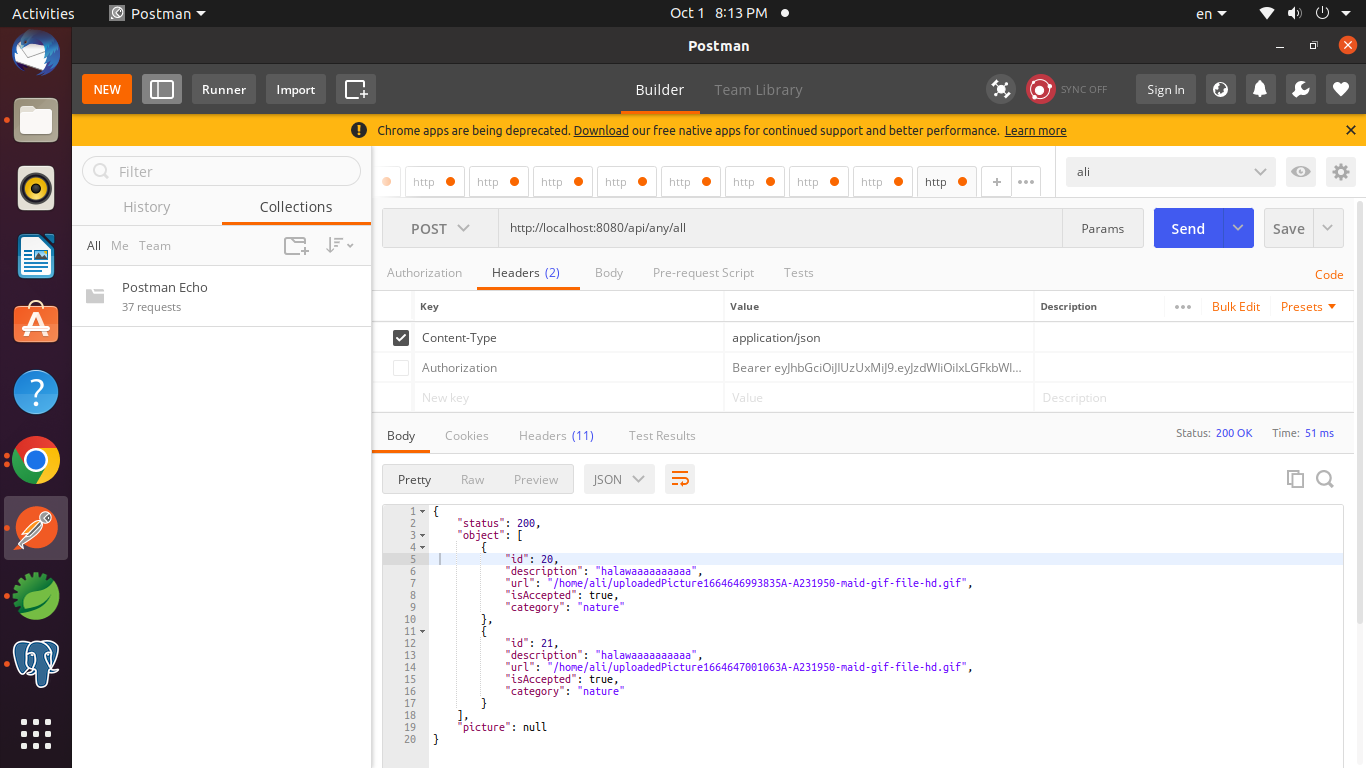 Activities Postman Oct 1 8:13 PM en
Postman
NEW Runner Import Builder Team Library SYNC OFF Sign In
Chrome apps are being deprecated. Download our free native apps for continued support and better performance. Learn more
Filter
History Collections
All Me Team
Postman Echo
37 requests
http http http http http http http http http + ••• ali
POST http://localhost:8080/api/any/all Params Send Save
Authorization Headers (2) Body Pre-request Script Tests Code
Key Value Description ••• Bulk Edit Presets
Content-Type application/json
Authorization Bearer eyJhbGciOiJIUzUxMiJ9.eyJzdWIiOiIxLGFkbWl...
New key Value Description
Body Cookies Headers (11) Test Results Status: 200 OK Time: 51 ms
Pretty Raw Preview JSON
1 {
2 "status": 200,
3 "object": [
4 {
5 "id": 20,
6 "description": "halawaaaaaaaaaa",
7 "url": "/home/ali/uploadedPicture1664646993835A-A231950-maid-gif-file-hd.gif",
8 "isAccepted": true,
9 "category": "nature"
10 },
11 {
12 "id": 21,
13 "description": "halawaaaaaaaaaa",
14 "url": "/home/ali/uploadedPicture1664647001063A-A231950-maid-gif-file-hd.gif",
15 "isAccepted": true,
16 "category": "nature"
17 }
18 ],
19 "picture": null
20 }